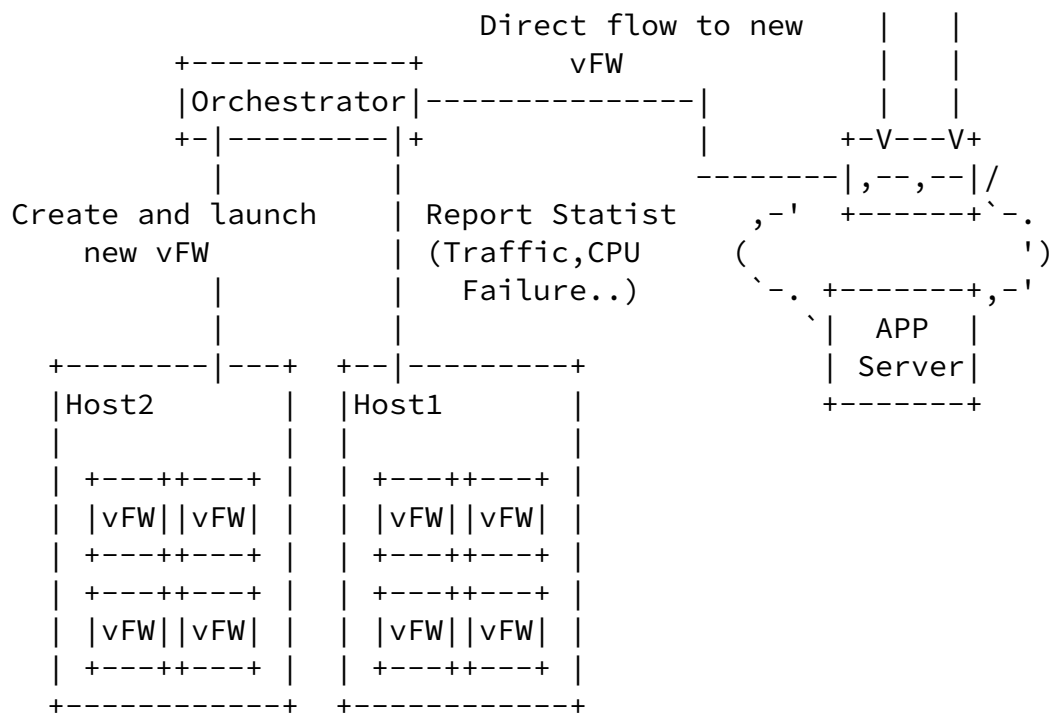 Direct flow to new
vFW
Orchestrator
Create and launch
new vFW
Report Statist
(Traffic,CPU
Failure..)
APP
Server
Host2
Host1
vFW vFW
vFW vFW
vFW vFW
vFW vFW